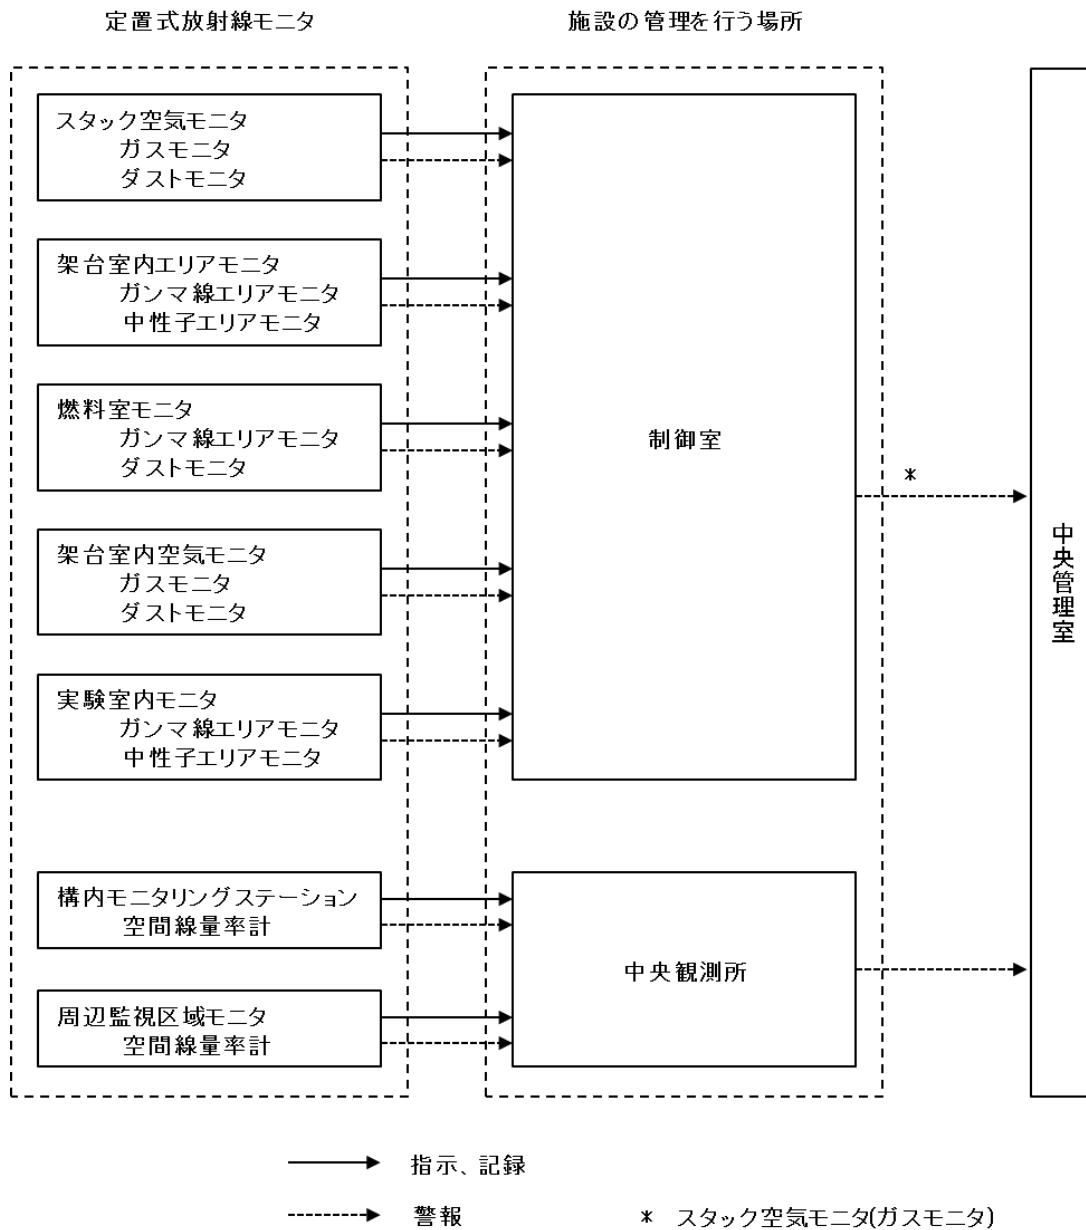 定置式放射線モニタ
施設の管理を行う場所
スタック空気モニタ
ガスモニタ
ダストモニタ
架台室内エリアモニタ
ガンマ線エリアモニタ
中性子エリアモニタ
燃料室モニタ
ガンマ線エリアモニタ
ダストモニタ
架台室内空気モニタ
ガスモニタ
ダストモニタ
実験室内モニタ
ガンマ線エリアモニタ
中性子エリアモニタ
制御室
*
中央管理室
構内モニタリングステーション
空間線量率計
周辺監視区域モニタ
空間線量率計
中央観測所
指示、記録
警報
* スタック空気モニタ(ガスモニタ)